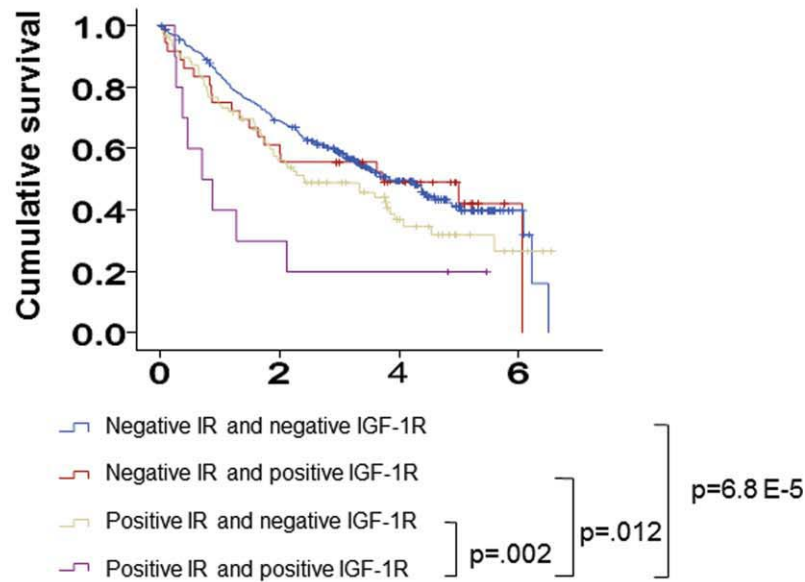 Cumulative survival
1.0
0.8
0.6
0.4
0.2
0.0
0 2 4 6
Negative IR and negative IGF-1R
Negative IR and positive IGF-1R
Positive IR and negative IGF-1R
Positive IR and positive IGF-1R
p=.002
p=.012
p=6.8 E-5